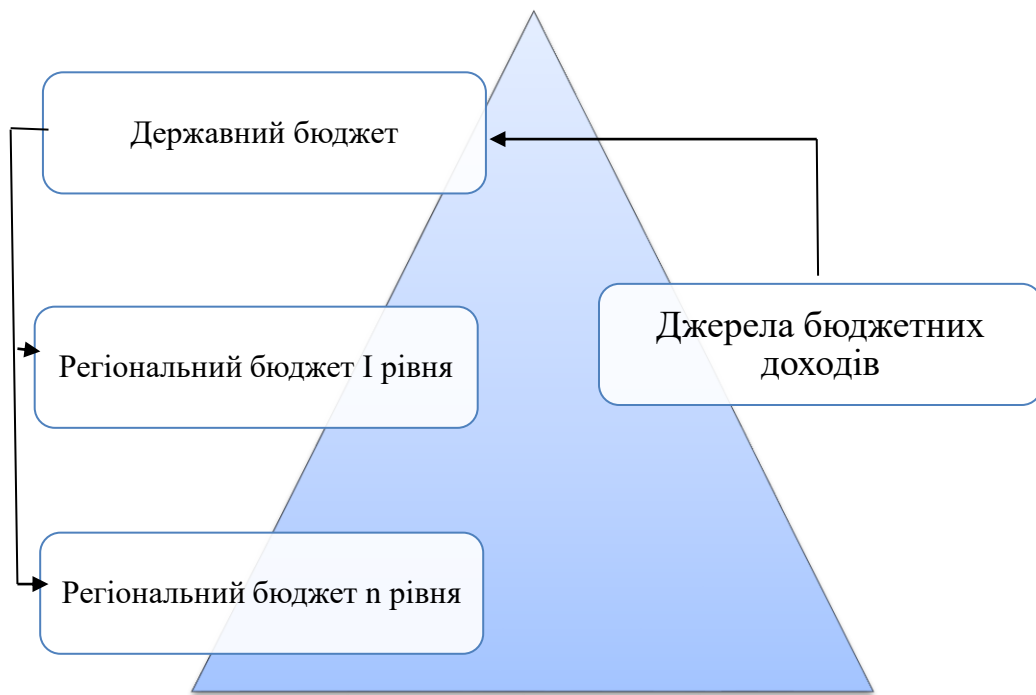 Державний бюджет
Регіональний бюджет І рівня
Джерела бюджетних
доходів
Регіональний бюджет n рівня